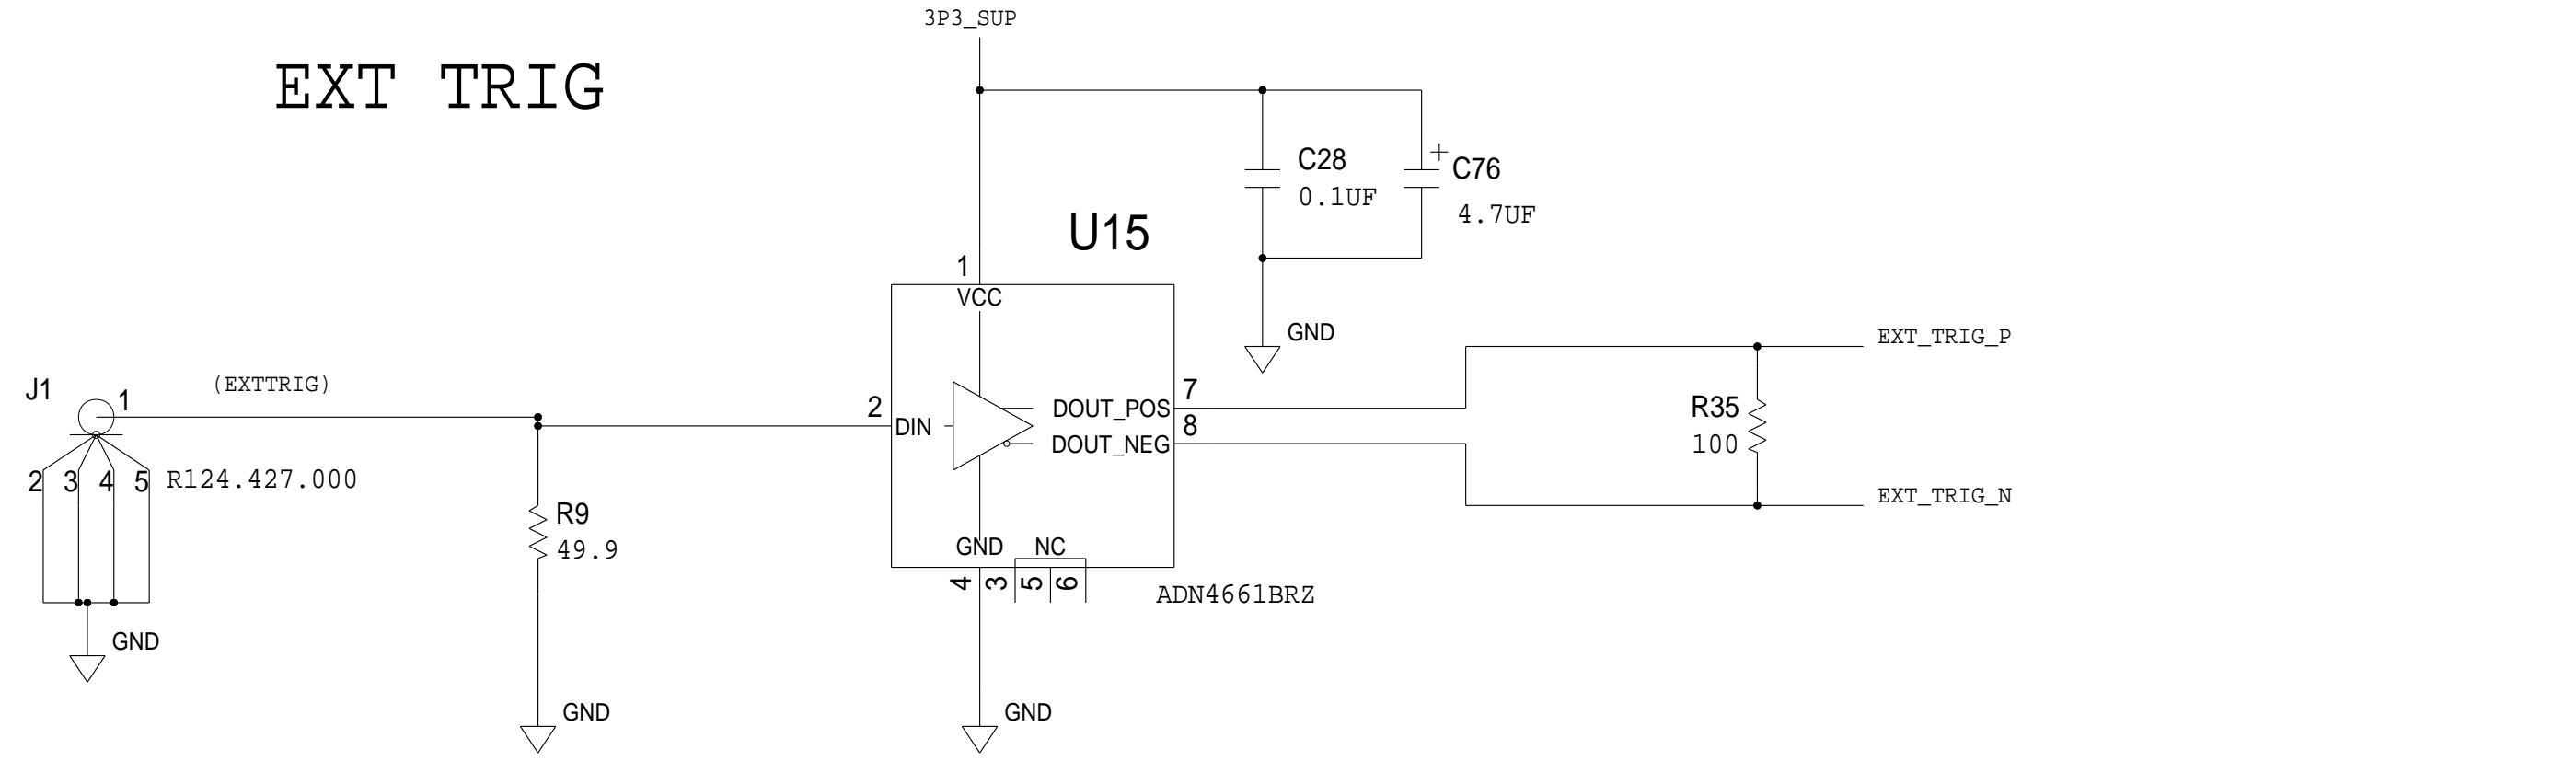 3P3_SUP
EXT TRIG
C28
0.1UF
+
C76
4.7UF
U15
1
VCC
GND
EXT_TRIG_P
J1
1
(EXTTRIG)
2
DIN
DOUT_POS
7
DOUT_NEG
8
R35
100
2 3 4 5
R124.427.000
EXT_TRIG_N
R9
49.9
GND
NC
4 3 5 6
ADN4661BRZ
GND
GND
GND